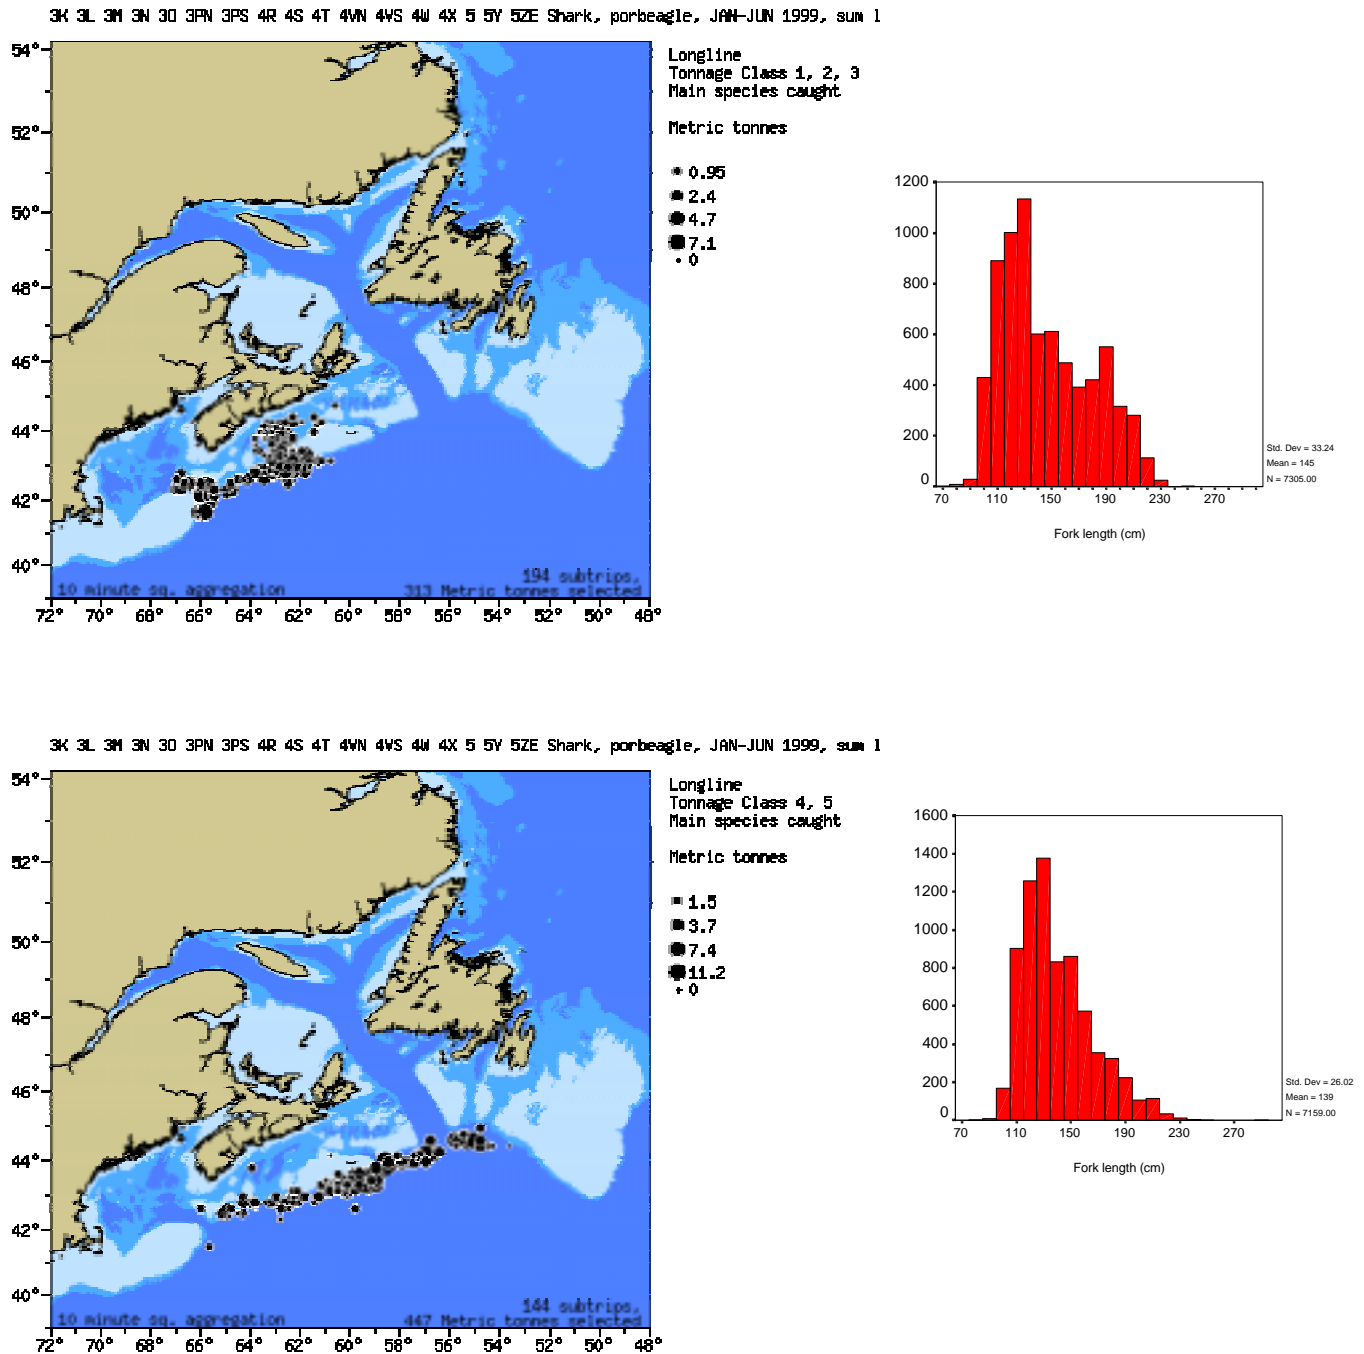 3K 3L 3M 3N 3O 3PN 3PS 4R 4S 4T 4VN 4VS 4W 4X 5 5Y 5ZE Shark, porbeagle, JAN-JUN 1999, sum l
54°
52°
50°
48°
46°
44°
42°
40°
72° 70° 68° 66° 64° 62° 60° 58° 56° 54° 52° 50° 48°
10 minute sq. aggregation
194 subtrips,
313 Metric tonnes selected
Longline
Tonnage Class 1, 2, 3
Main species caught
Metric tonnes
0.95
2.4
4.7
7.1
0
1200
1000
800
600
400
200
0
70 110 150 190 230 270
Fork length (cm)
Std. Dev = 33.24
Mean = 145
N = 7305.00
3K 3L 3M 3N 3O 3PN 3PS 4R 4S 4T 4VN 4VS 4W 4X 5 5Y 5ZE Shark, porbeagle, JAN-JUN 1999, sum l
54°
52°
50°
48°
46°
44°
42°
40°
72° 70° 68° 66° 64° 62° 60° 58° 56° 54° 52° 50° 48°
10 minute sq. aggregation
144 subtrips,
447 Metric tonnes selected
Longline
Tonnage Class 4, 5
Main species caught
Metric tonnes
1.5
3.7
7.4
11.2
0
1600
1400
1200
1000
800
600
400
200
0
70 110 150 190 230 270
Fork length (cm)
Std. Dev = 26.02
Mean = 139
N = 7159.00